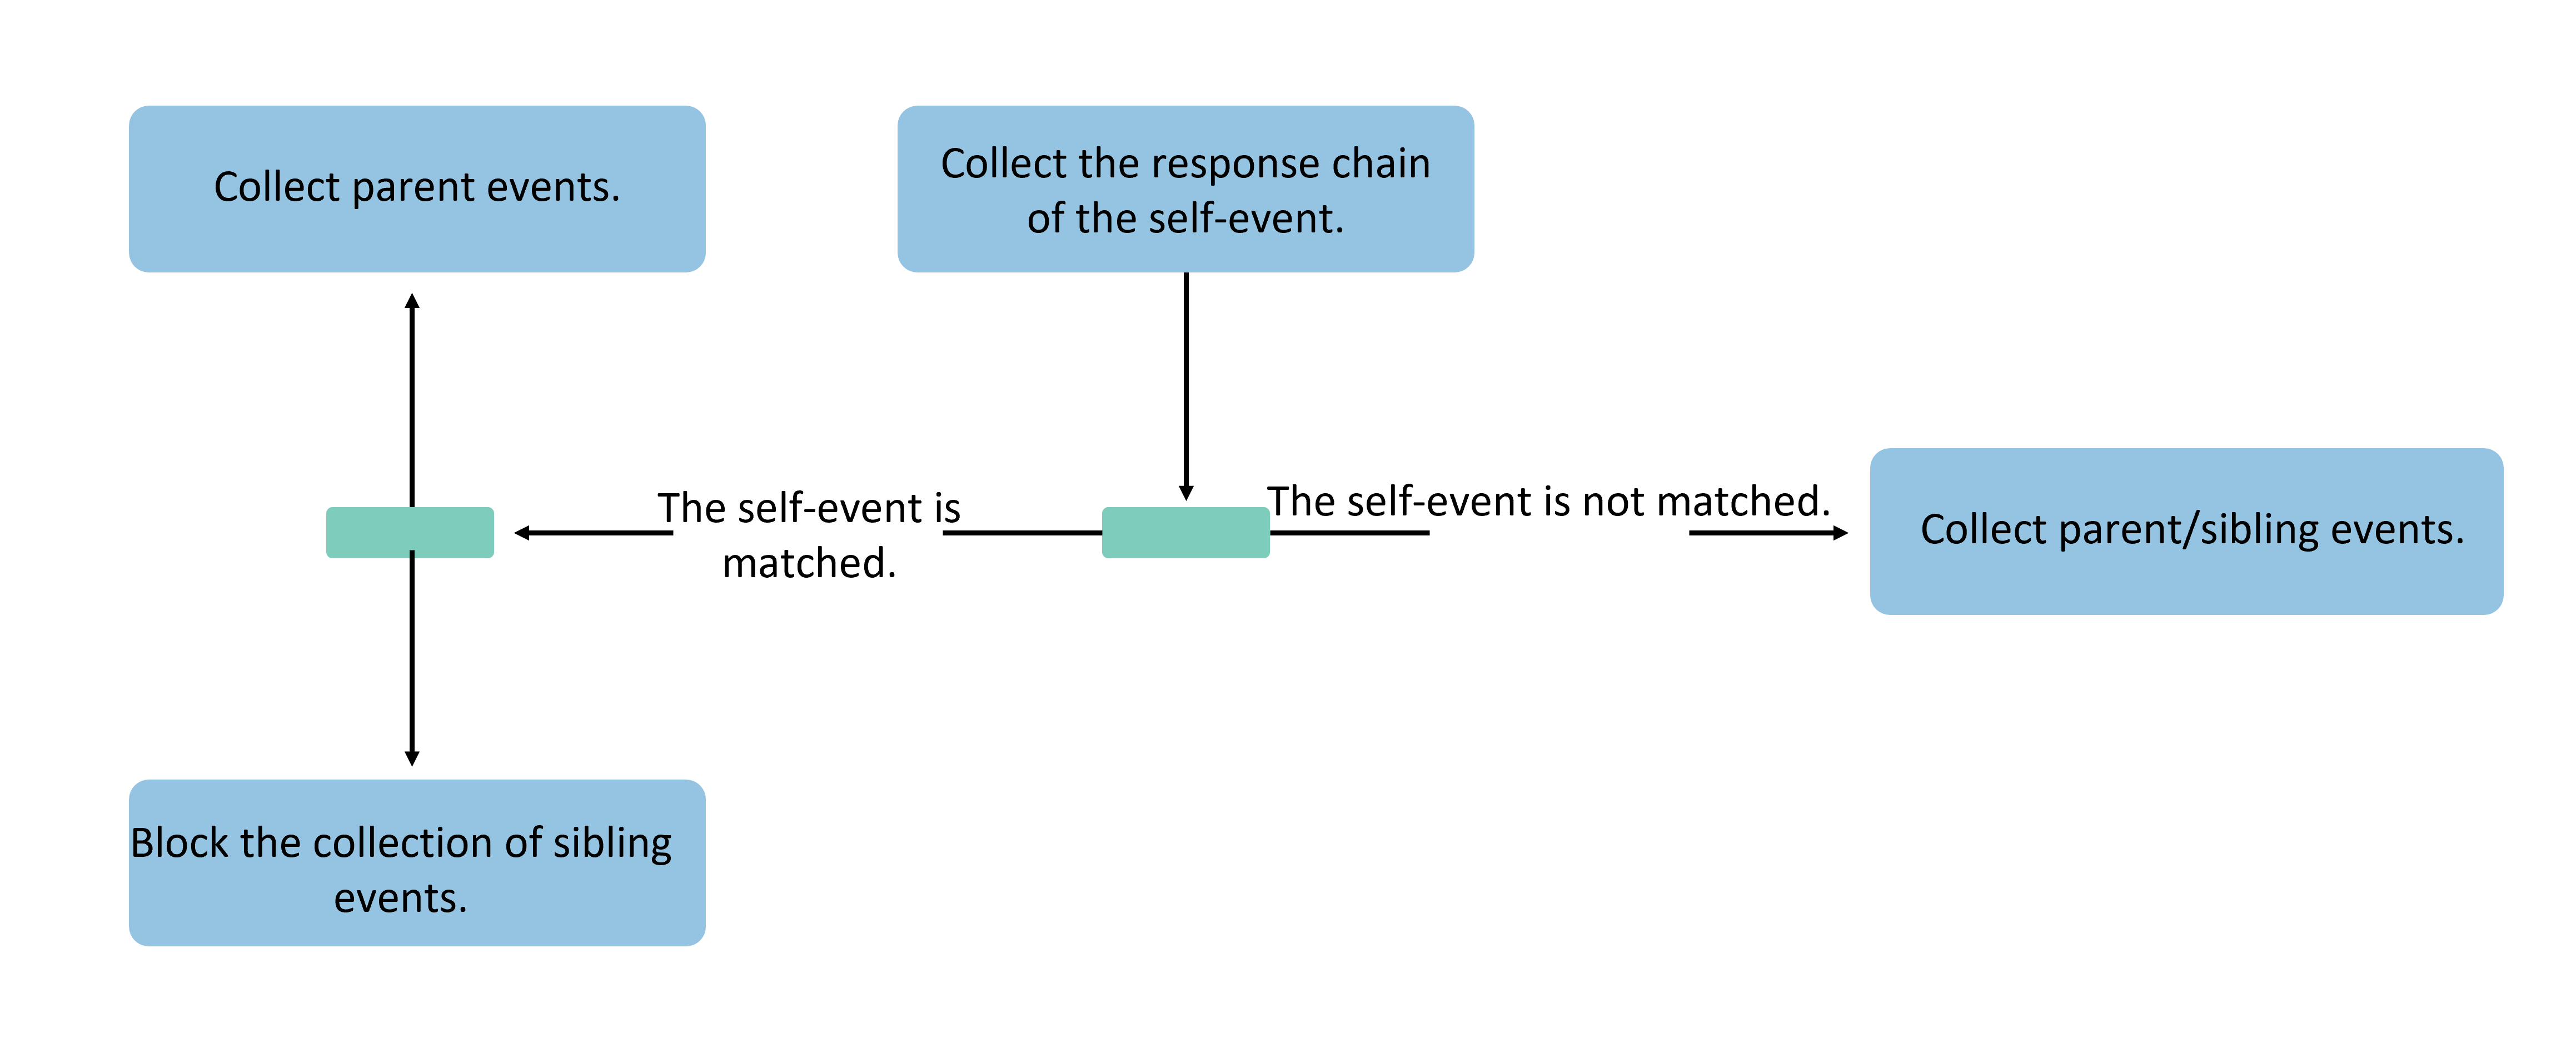 Collect parent events.
Collect the response chain
of the self-event.
The self-event is
matched.
The self-event is not matched.
Collect parent/sibling events.
Block the collection of sibling
events.